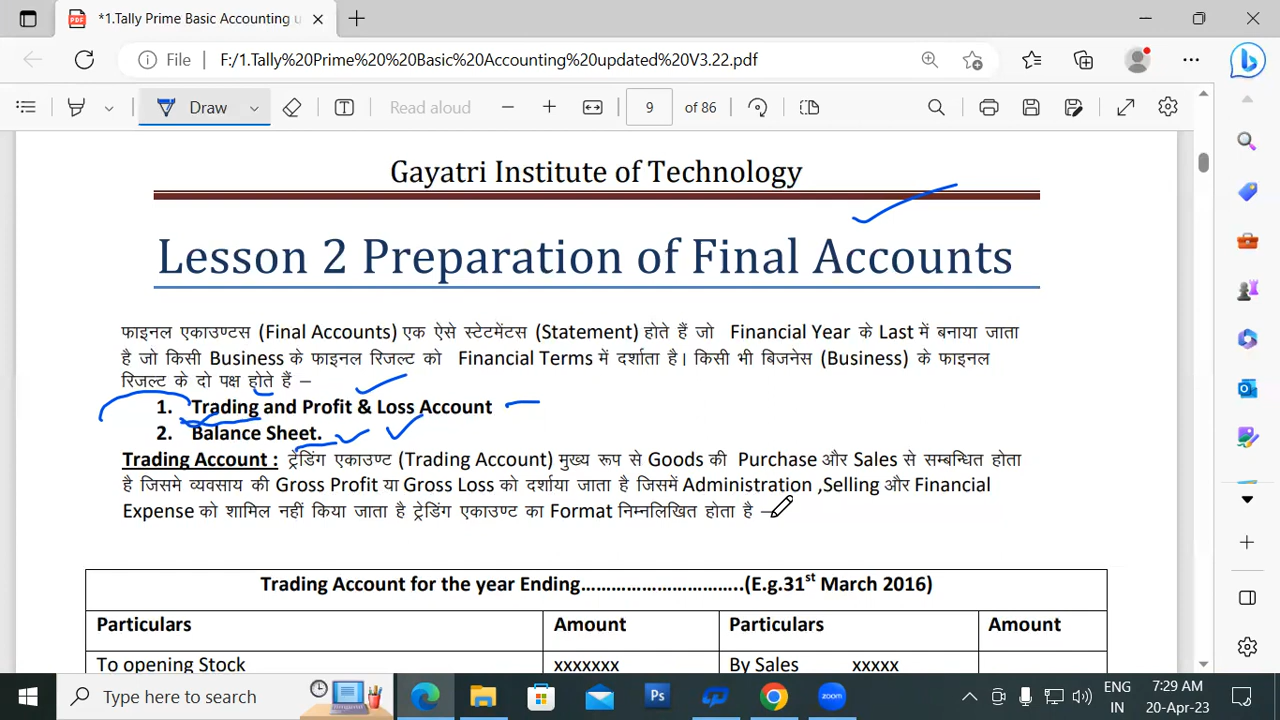 *1.Tally Prime Basic Accounting u
File
F:/1.Tally%20Prime%20%20Basic%20Accounting%20updated%20V3.22.pdf
Draw
Read aloud
9
of 86
Gayatri Institute of Technology
Lesson 2 Preparation of Final Accounts
फाइनल एकाउण्टस (Final Accounts) एक ऐसे स्टेटमेंटस (Statement) होते हैं जो Financial Year के Last में बनाया जाता
है जो किसी Business के फाइनल रिजल्ट को Financial Terms में दर्शाता है। किसी भी बिजनेस (Business) के फाइनल
रिजल्ट के दो पक्ष होते हैं –
1. Trading and Profit & Loss Account
2. Balance Sheet.
Trading Account : ट्रेडिंग एकाउण्ट (Trading Account) मुख्य रूप से Goods की Purchase और Sales से सम्बन्धित होता
है जिसमे व्यवसाय की Gross Profit या Gross Loss को दर्शाया जाता है जिसमें Administration ,Selling और Financial
Expense को शामिल नहीं किया जाता है ट्रेडिंग एकाउण्ट का Format निम्नलिखित होता है –
Trading Account for the year Ending…………………………..(E.g.31st March 2016)
Particulars Amount Particulars Amount
To opening Stock xxxxxxx By Sales xxxxx
Type here to search
ENG
IN
7:29 AM
20-Apr-23